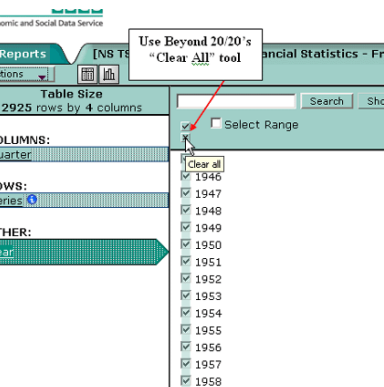 omic and Social Data Service
Use Beyond 20/20's
"Clear All" tool
Reports
[NS TS
ancial Statistics - Fr
tions
Table Size
2925 rows by 4 columns
Search
Sho
Select Range
OLUMNS:
uarter
Clear all
1946
OWS:
eries
1947
1948
1949
THER:
ear
1950
1951
1952
1953
1954
1955
1956
1957
1958